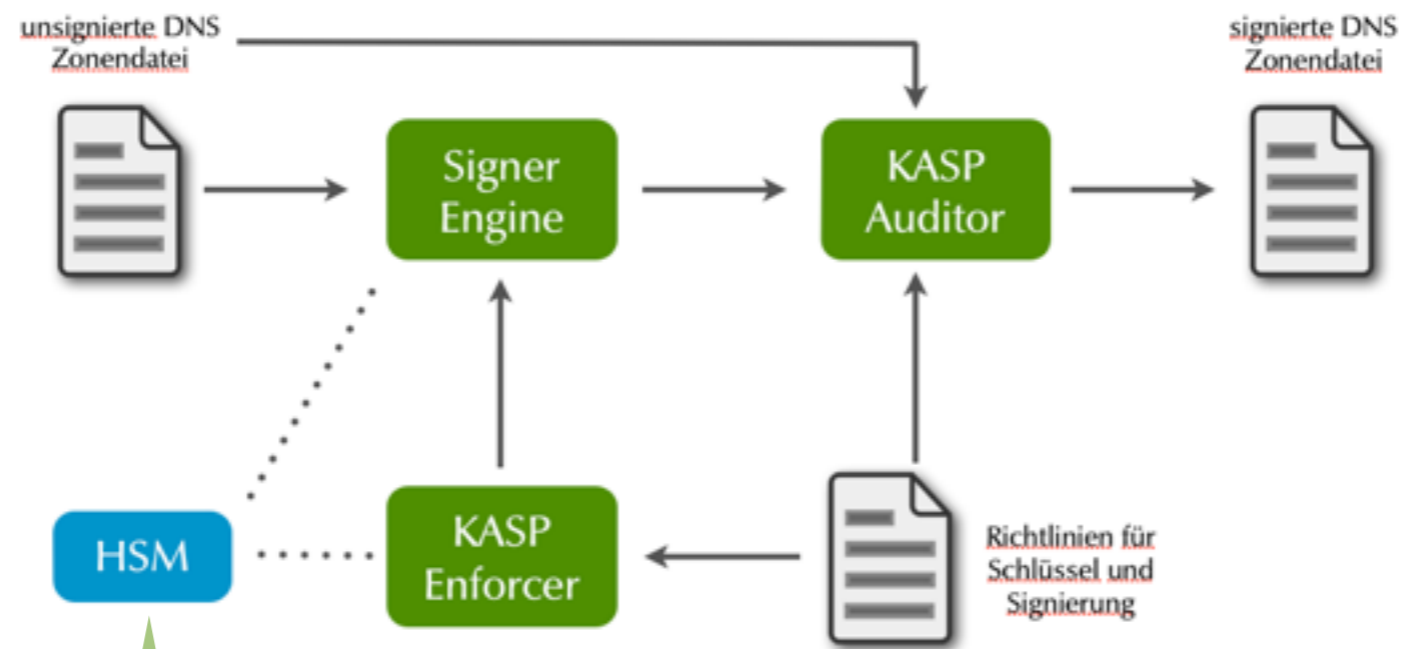 unsignierte DNS
Zonendatei
signierte DNS
Zonendatei
Signer
Engine
KASP
Auditor
HSM
KASP
Enforcer
Richtlinien für
Schlüssel und
Signierung